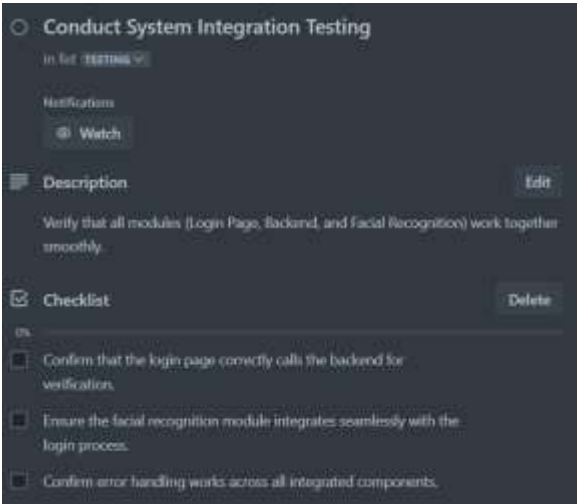 Conduct System Integration Testing
in list TESTING
Notifications
Watch
Description
Edit
Verify that all modules (Login Page, Backend, and Facial Recognition) work together
smoothly.
Checklist
Delete
0%
Confirm that the login page correctly calls the backend for
verification.
Ensure the facial recognition module integrates seamlessly with the
login process.
Confirm error handling works across all integrated components.